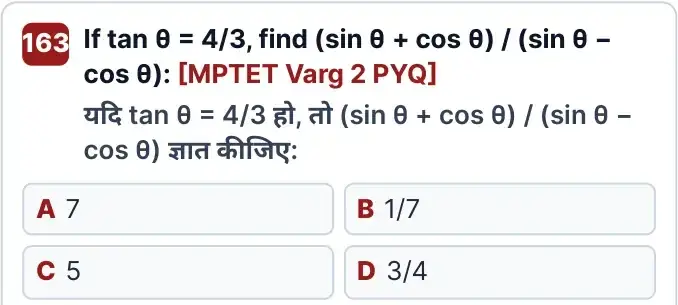 163 If tan θ = 4/3, find (sin θ + cos θ) / (sin θ −
cos θ): [MPTET Varg 2 PYQ]
यदि tan θ = 4/3 हो, तो (sin θ + cos θ) / (sin θ −
cos θ) ज्ञात कीजिए:
A 7
B 1/7
C 5
D 3/4